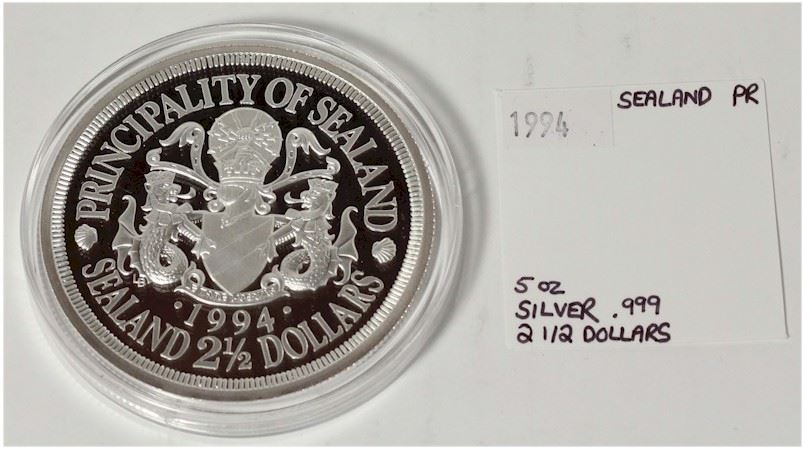 PRINCIPALITY OF SEALAND
· 1994 ·
SEALAND 2½ DOLLARS
LB
1994
SEALAND PR
5 OZ
SILVER .999
2 1/2 DOLLARS